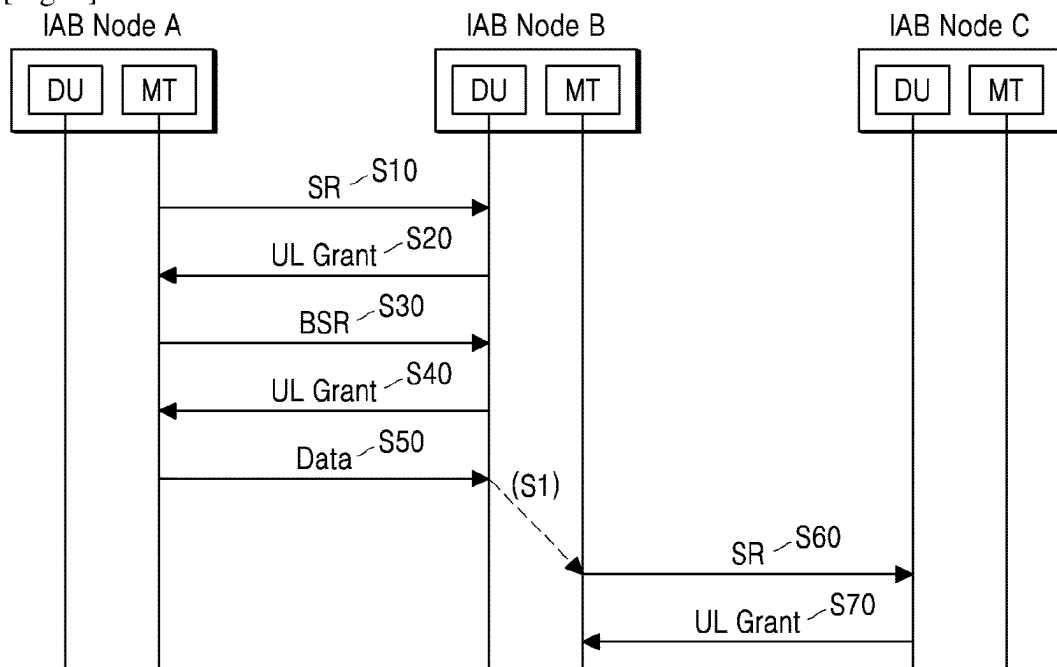 IAB Node A
IAB Node B
IAB Node C
DU
MT
DU
MT
DU
MT
SR S10
UL Grant S20
BSR S30
UL Grant S40
Data S50
(S1)
SR S60
UL Grant S70